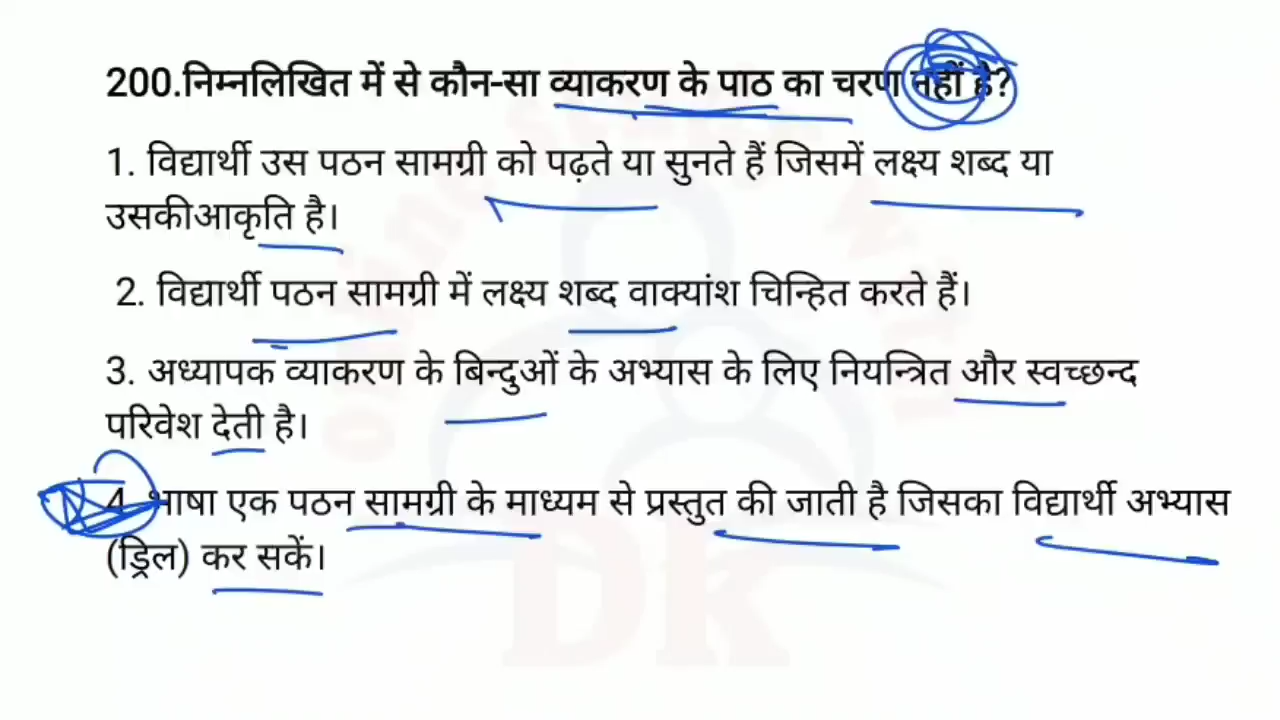 200.निम्नलिखित में से कौन-सा व्याकरण के पाठ का चरण नहीं है?
1. विद्यार्थी उस पठन सामग्री को पढ़ते या सुनते हैं जिसमें लक्ष्य शब्द या
उसकीआकृति है।
2. विद्यार्थी पठन सामग्री में लक्ष्य शब्द वाक्यांश चिन्हित करते हैं।
3. अध्यापक व्याकरण के बिन्दुओं के अभ्यास के लिए नियन्त्रित और स्वच्छन्द
परिवेश देती है।
4. भाषा एक पठन सामग्री के माध्यम से प्रस्तुत की जाती है जिसका विद्यार्थी अभ्यास
(ड्रिल) कर सकें।
DK